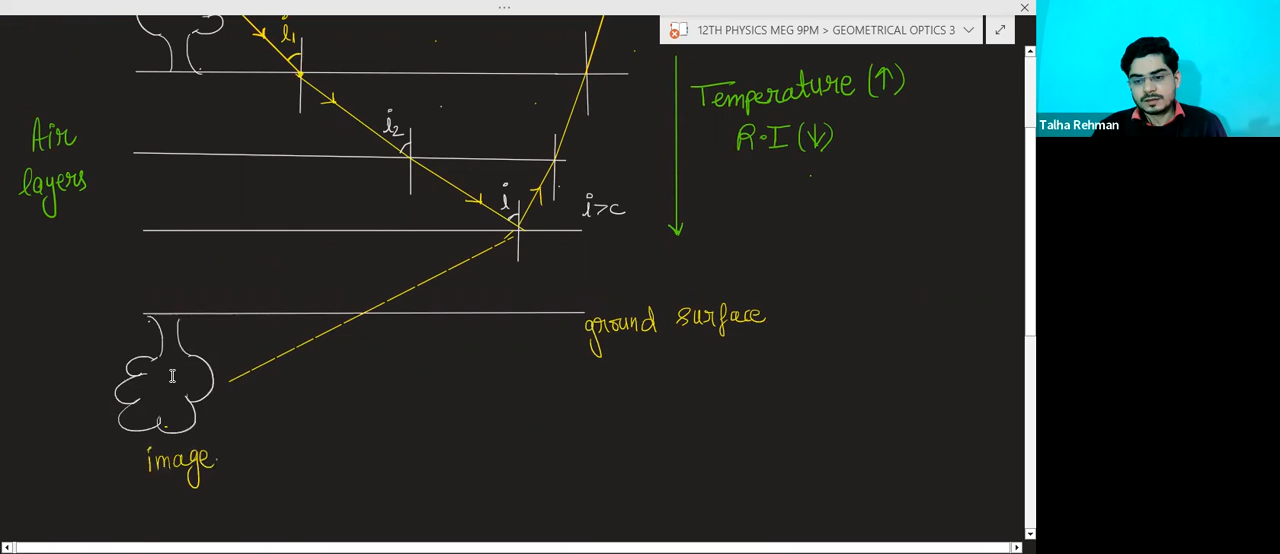 12TH PHYSICS MEG 9PM > GEOMETRICAL OPTICS 3
Talha Rehman
i
i₁
Temperature (↑)
R.I (↓)
Air
layers
i₂
i
i>c
ground surface
image